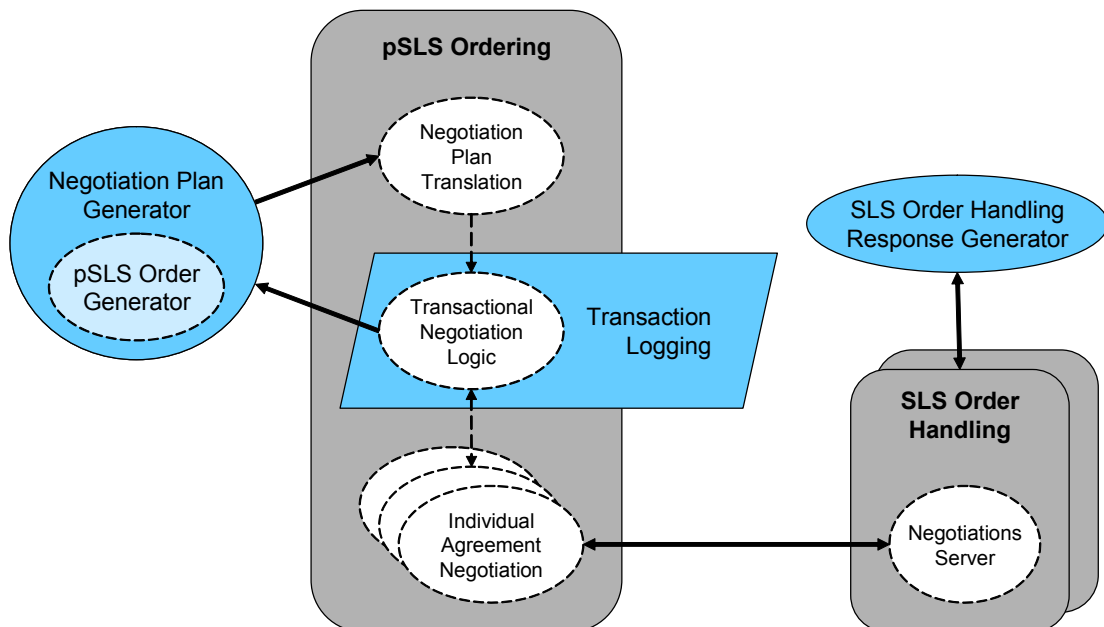 pSLS Ordering
Negotiation
Plan
Translation
Negotiation Plan
Generator
pSLS Order
Generator
Transactional
Negotiation
Logic
Transaction
Logging
Individual
Agreement
Negotiation
SLS Order Handling
Response Generator
SLS Order
Handling
Negotiations
Server